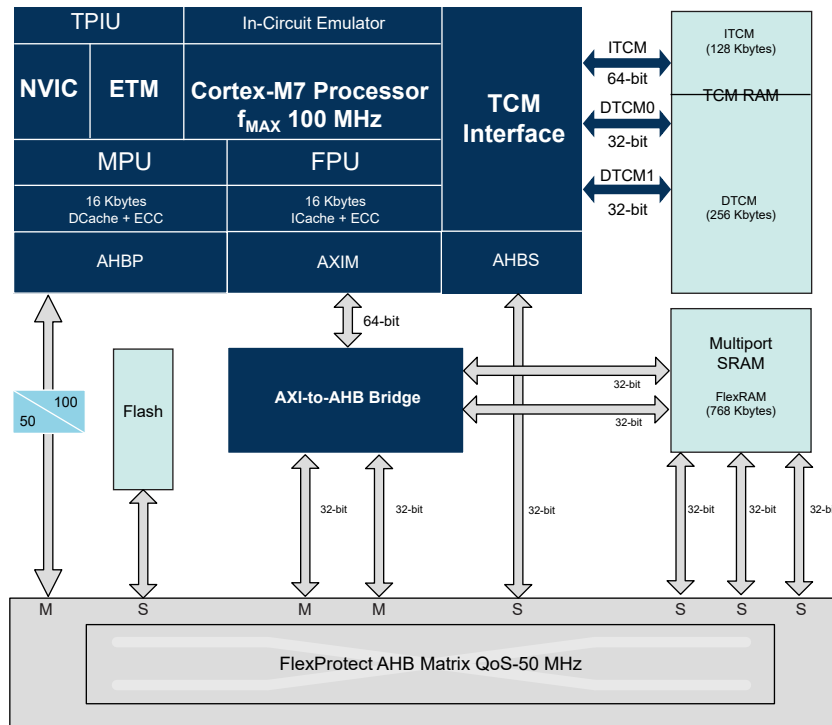 TPIU
In-Circuit Emulator
NVIC
ETM
Cortex-M7 Processor
fMAX 100 MHz
TCM
Interface
MPU
FPU
16 Kbytes
DCache + ECC
16 Kbytes
ICache + ECC
AHBP
AXIM
AHBS
ITCM
64-bit
DTCM0
32-bit
DTCM1
32-bit
ITCM
(128 Kbytes)
TCM RAM
DTCM
(256 Kbytes)
64-bit
100
50
Flash
AXI-to-AHB Bridge
32-bit
32-bit
Multiport
SRAM
FlexRAM
(768 Kbytes)
32-bit
32-bit
32-bit
32-bit
32-bit
32-bit
M
S
M
M
S
S
S
S
FlexProtect AHB Matrix QoS-50 MHz